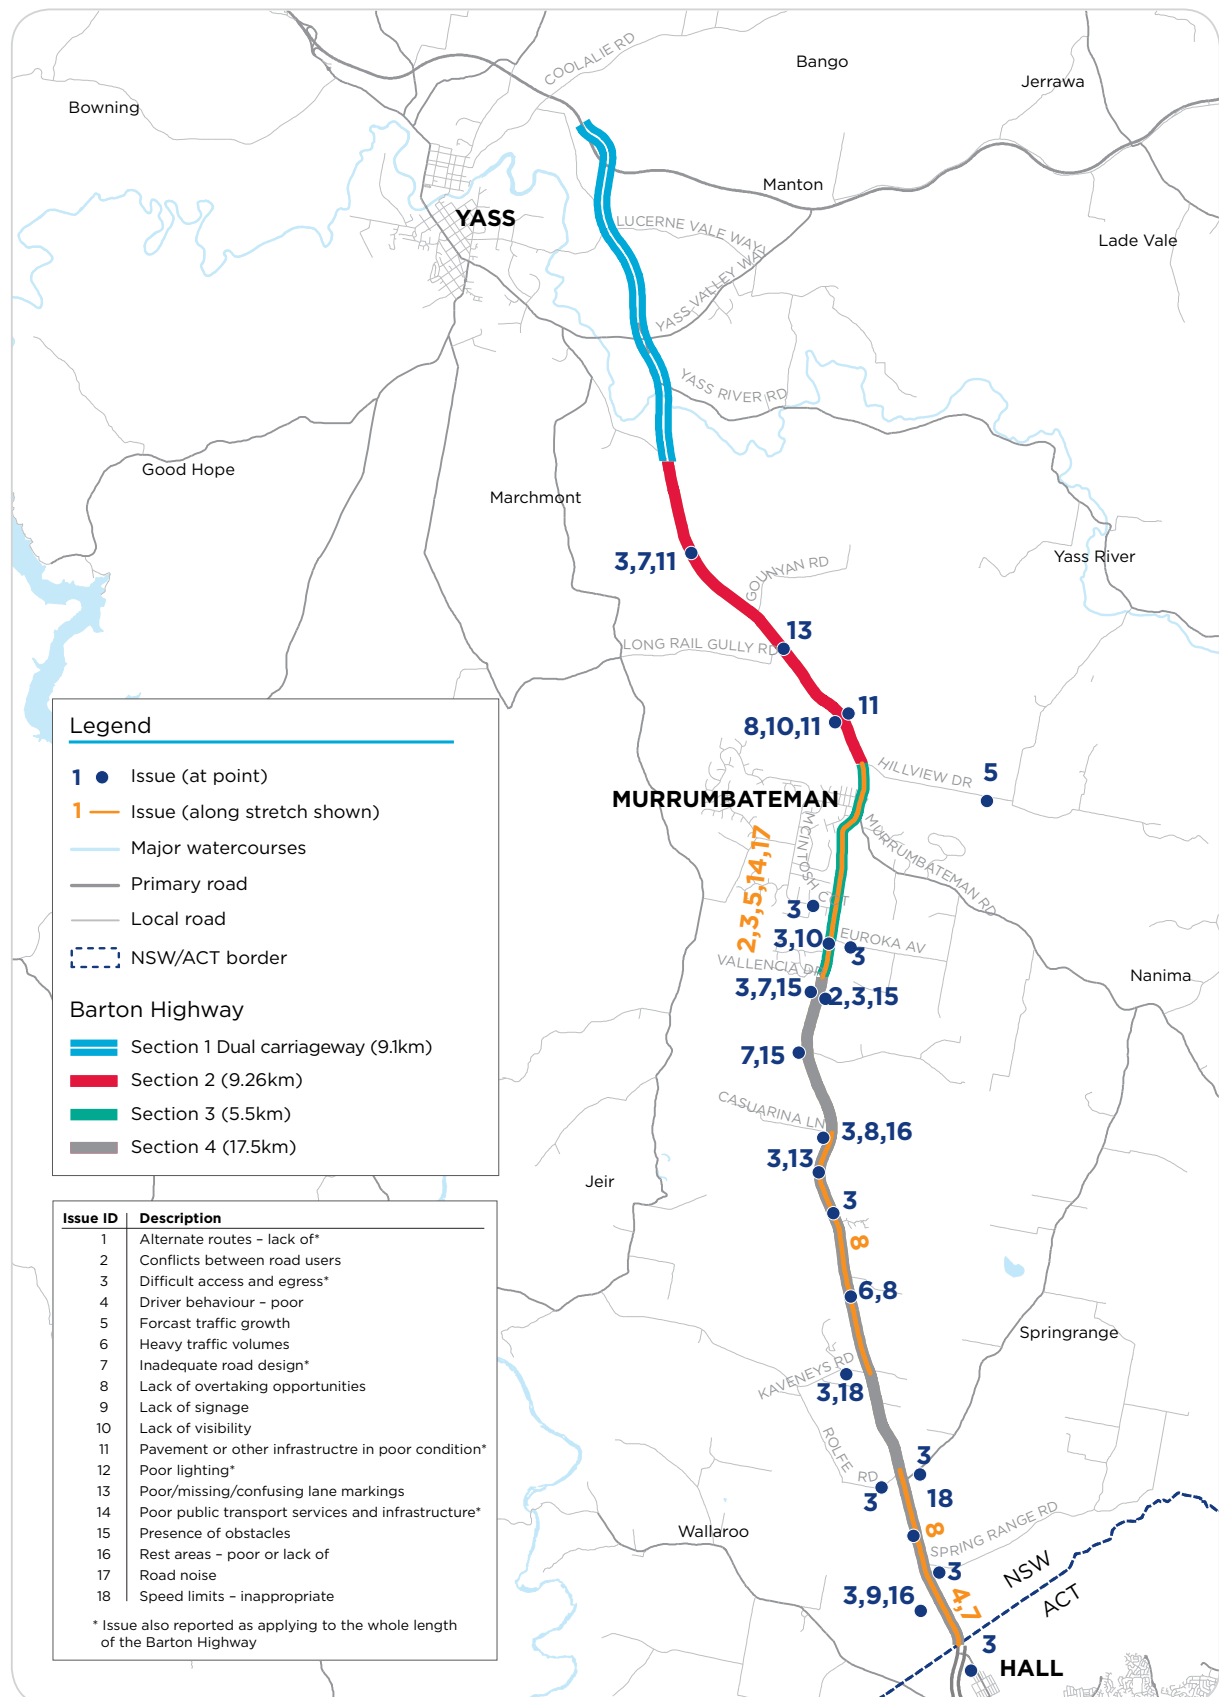 COOLALIE RD
Bango
Jerrawa
Bowning
Manton
YASS
LUCERNE VALE WAY
Lade Vale
YASS VALLEY WAY
YASS RIVER RD
Good Hope
Marchmont
3,7,11
GOUNYAN RD
Yass River
13
LONG RAIL GULLY RD
11
8,10,11
HILLVIEW DR
5
MURRUMBATEMAN
MURRUMBATEMAN RD
MCINTOSH CCT
2,3,5,14,17
3
3,10
EUROKA AV
3
VALLENCIA DR
Nanima
3,7,15
2,3,15
7,15
CASUARINA LN
3,8,16
3,13
Jeir
3
8
6,8
Springrange
KAVENEYS RD
3,18
ROLFE RD
3
18
3
8
Wallaroo
SPRING RANGE RD
3
NSW
ACT
3,9,16
4,7
3
HALL
Legend
1 Issue (at point)
1 Issue (along stretch shown)
Major watercourses
Primary road
Local road
NSW/ACT border
Barton Highway
Section 1 Dual carriageway (9.1km)
Section 2 (9.26km)
Section 3 (5.5km)
Section 4 (17.5km)
Issue ID Description
1 Alternate routes – lack of*
2 Conflicts between road users
3 Difficult access and egress*
4 Driver behaviour – poor
5 Forcast traffic growth
6 Heavy traffic volumes
7 Inadequate road design*
8 Lack of overtaking opportunities
9 Lack of signage
10 Lack of visibility
11 Pavement or other infrastructre in poor condition*
12 Poor lighting*
13 Poor/missing/confusing lane markings
14 Poor public transport services and infrastructure*
15 Presence of obstacles
16 Rest areas – poor or lack of
17 Road noise
18 Speed limits – inappropriate
* Issue also reported as applying to the whole length
of the Barton Highway